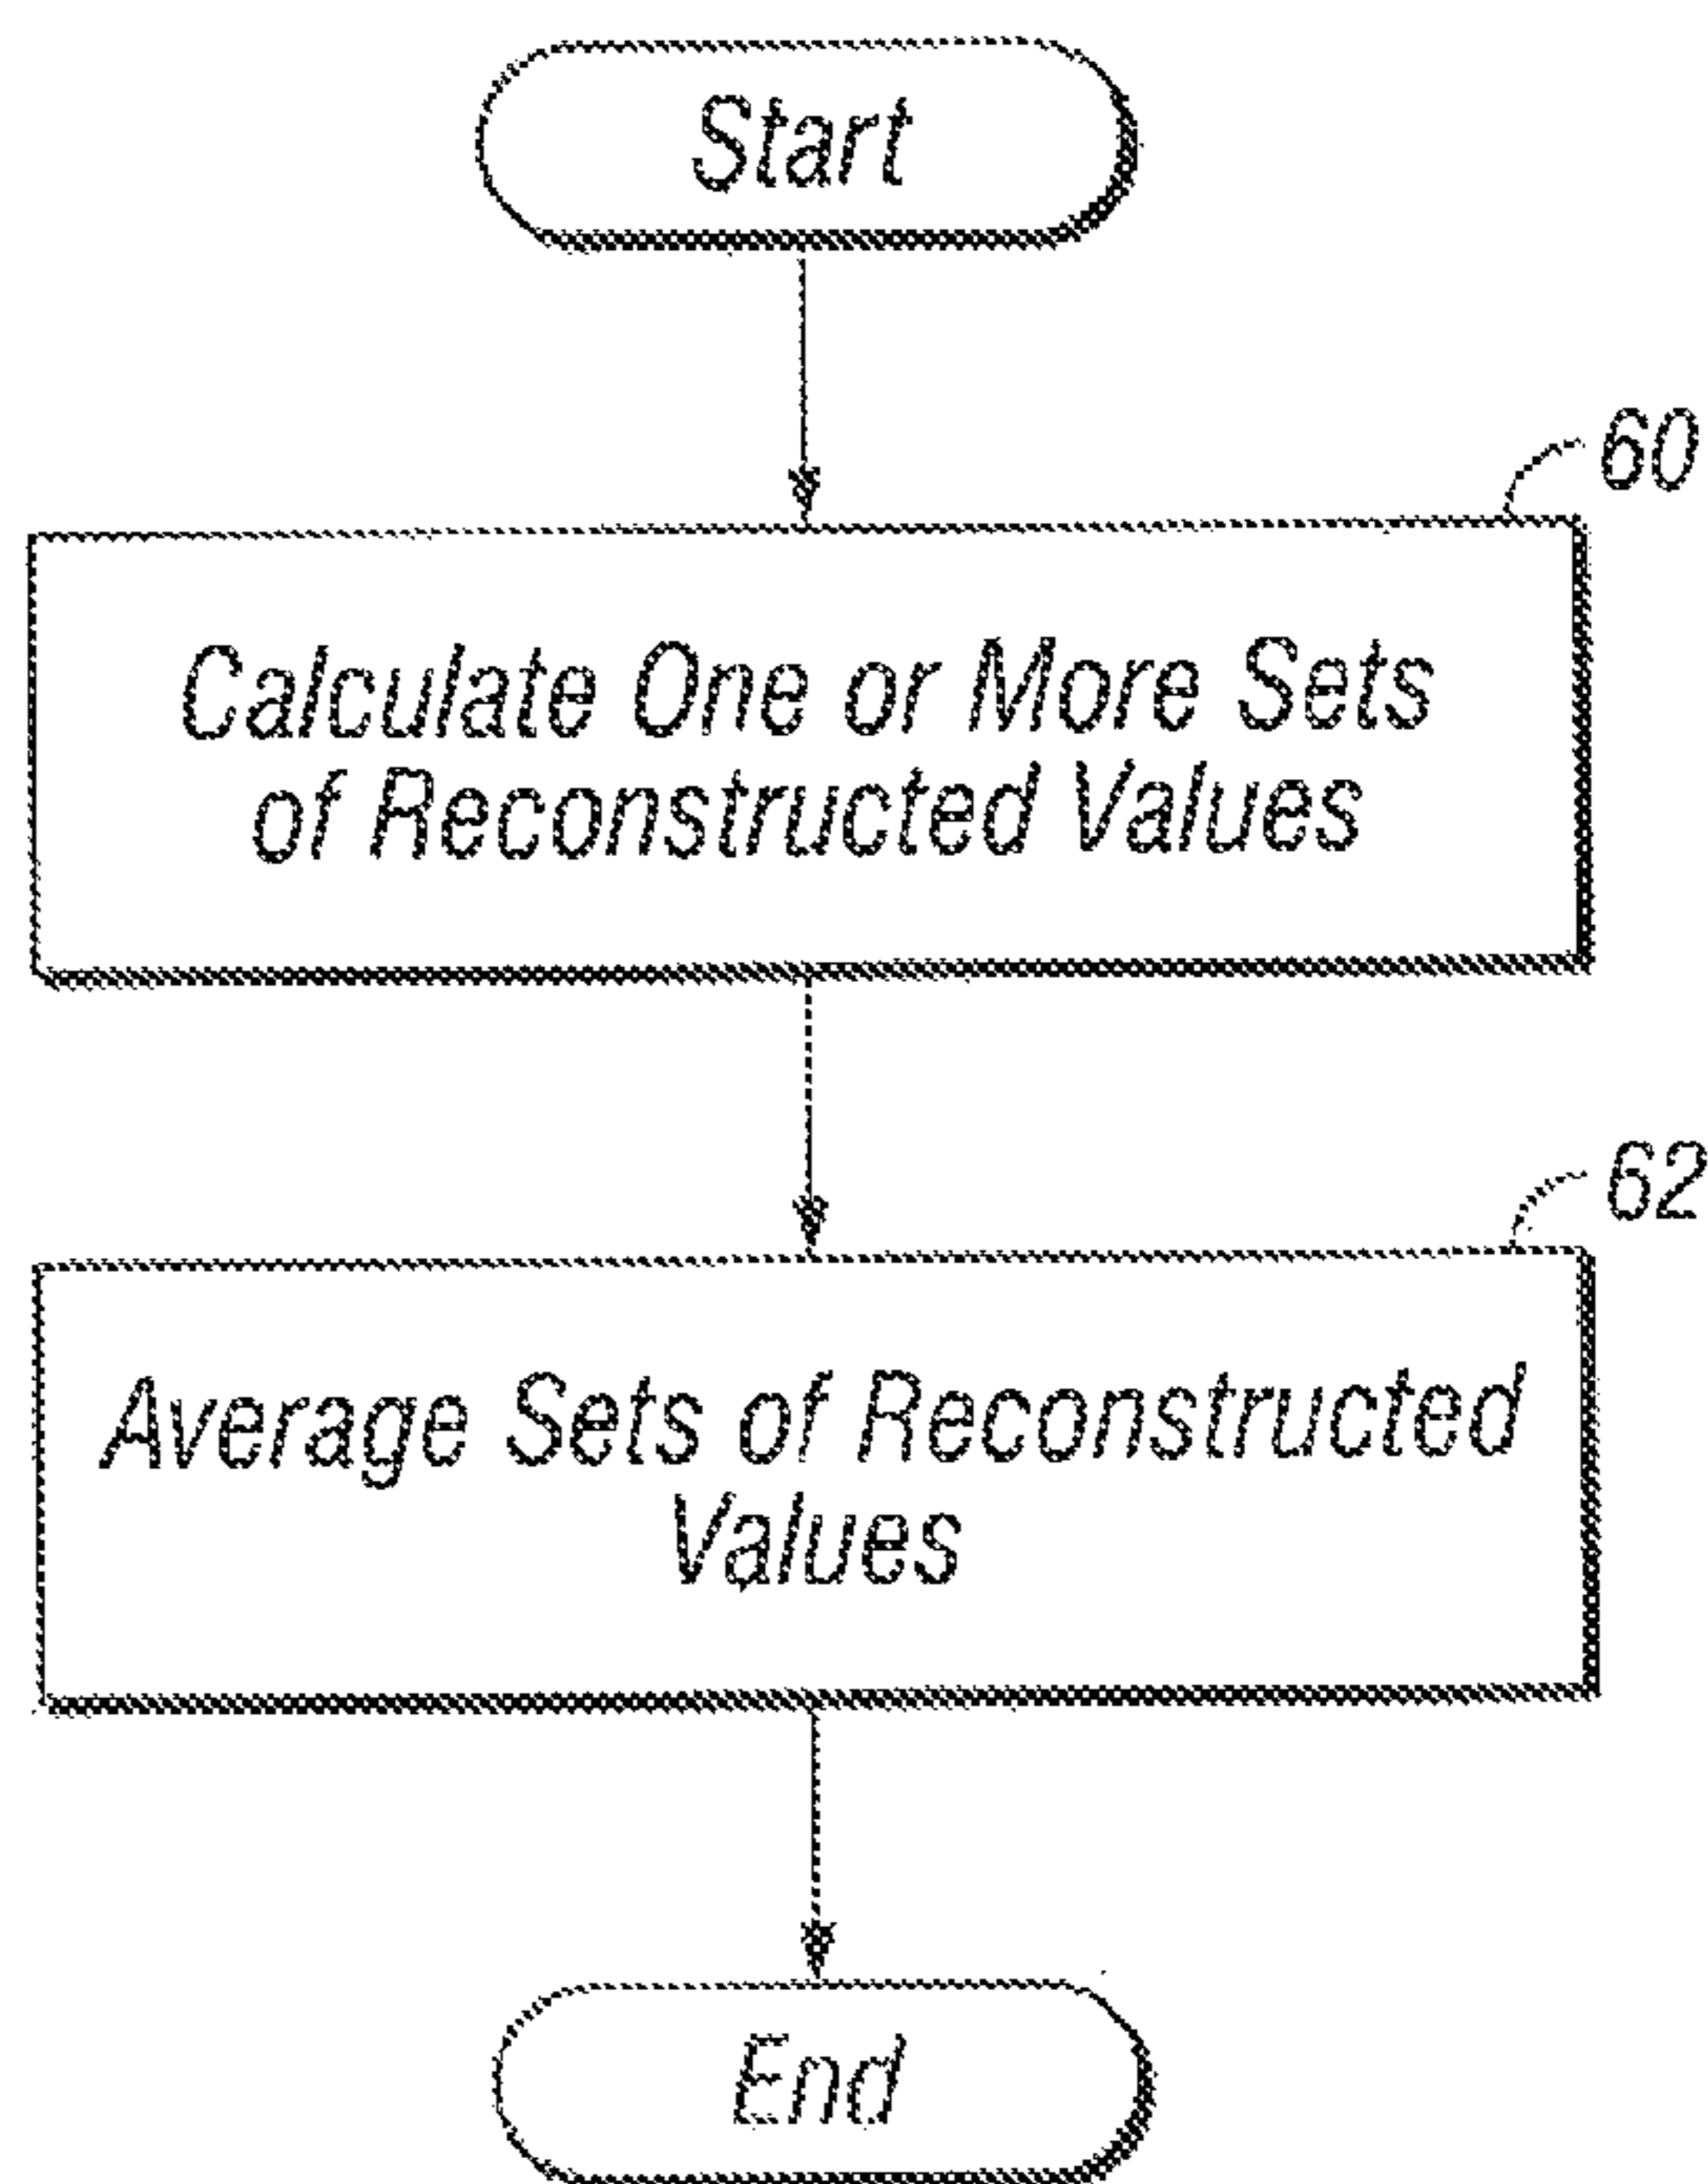 Start
60
Calculate One or More Sets
of Reconstructed Values
62
Average Sets of Reconstructed
Values
End